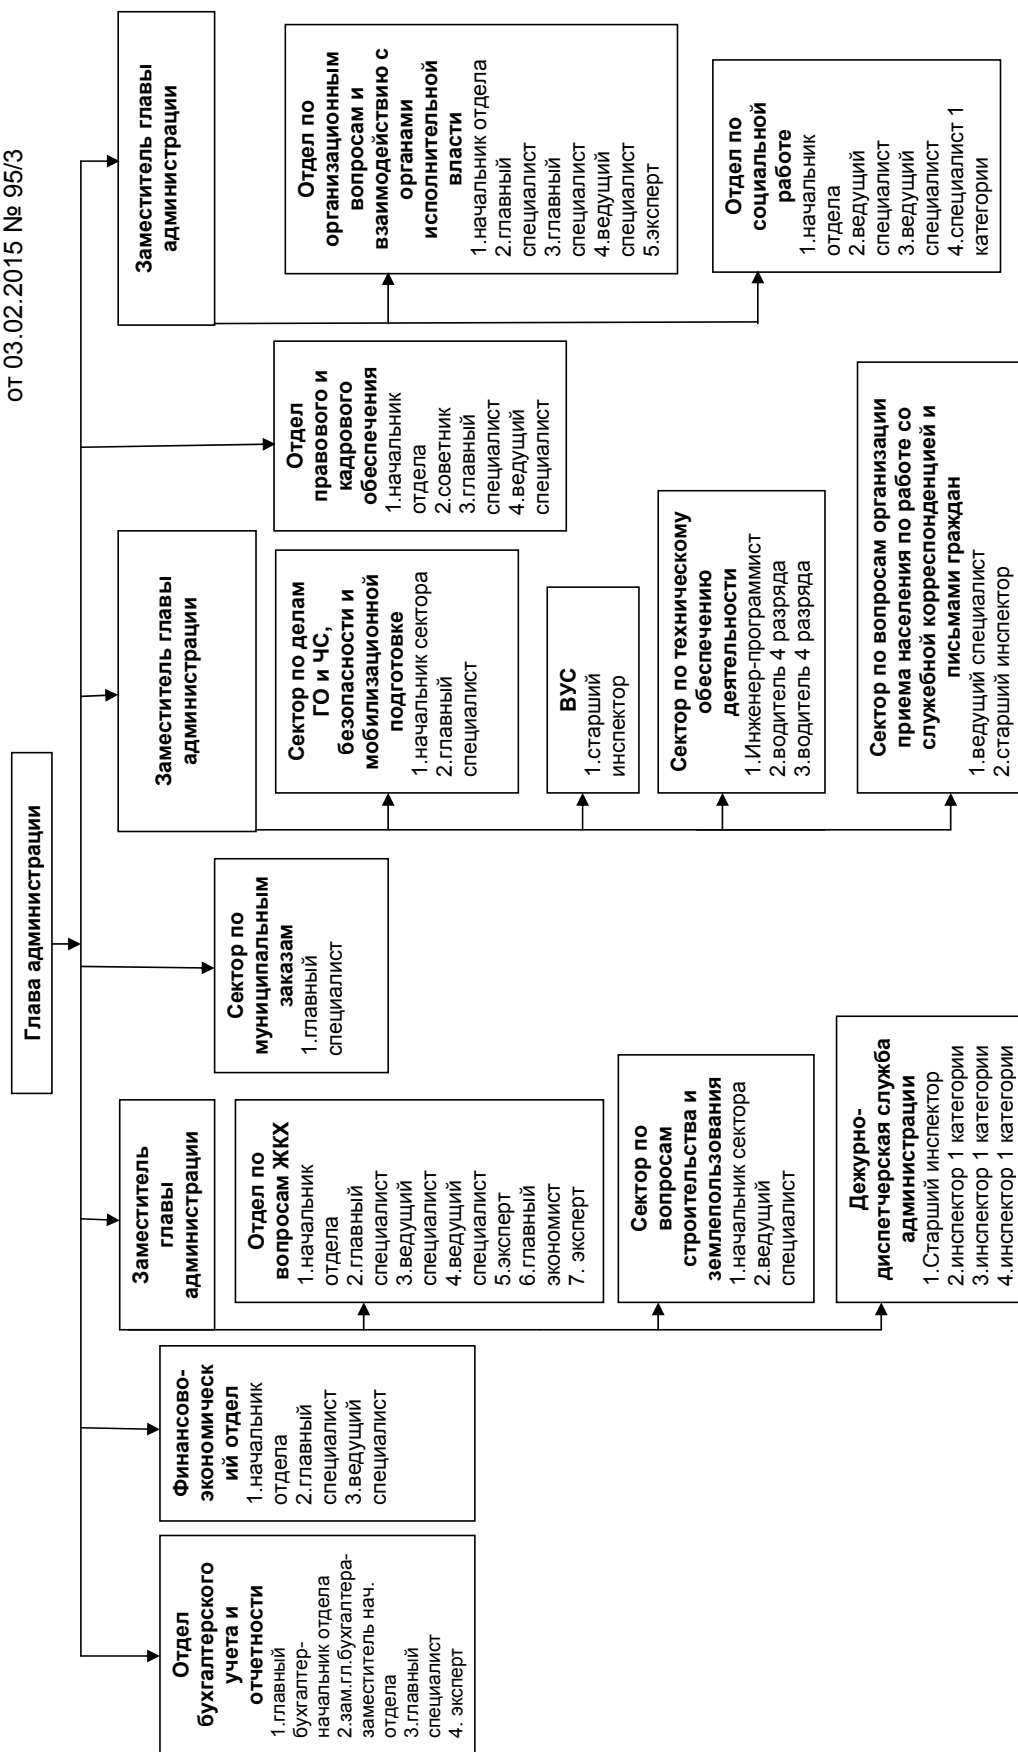 от 03.02.2015 № 95/3
Глава администрации
Отдел
бухгалтерского
учета и
отчетности
1.главный
бухгалтер-
начальник отдела
2.зам.гл.бухгалтера-
заместитель нач.
отдела
3.главный
специалист
4. эксперт
Финансово-
экономическ
ий отдел
1.начальник
отдела
2.главный
специалист
3.ведущий
специалист
Заместитель
главы
администрации
Отдел по
вопросам ЖКХ
1.начальник
отдела
2.главный
специалист
3.ведущий
специалист
4.ведущий
специалист
5.эксперт
6.главный
экономист
7. эксперт
Сектор по
вопросам
строительства и
землепользования
1.начальник сектора
2.ведущий
специалист
Дежурно-
диспетчерская служба
администрации
1.Старший инспектор
2.инспектор 1 категории
3.инспектор 1 категории
4.инспектор 1 категории
Сектор по
муниципальным
заказам
1.главный
специалист
Заместитель главы
администрации
Сектор по делам
ГО и ЧС,
безопасности и
мобилизационной
подготовке
1.начальник сектора
2.главный
специалист
ВУС
1.старший
инспектор
Сектор по техническому
обеспечению
деятельности
1.Инженер-программист
2.водитель 4 разряда
3.водитель 4 разряда
Сектор по вопросам организации
приема населения по работе со
служебной корреспонденцией и
письмами граждан
1.ведущий специалист
2.старший инспектор
Отдел
правового и
кадрового
обеспечения
1.начальник
отдела
2.советник
3.главный
специалист
4.ведущий
специалист
Заместитель главы
администрации
Отдел по
организационным
вопросам и
взаимодействию с
органами
исполнительной
власти
1.начальник отдела
2.главный
специалист
3.главный
специалист
4.ведущий
специалист
5.эксперт
Отдел по
социальной
работе
1.начальник
отдела
2.ведущий
специалист
3.ведущий
специалист
4.специалист 1
категории